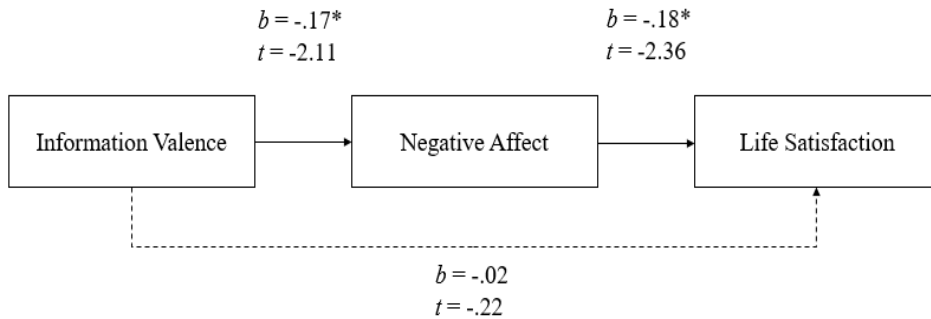 b = -.17*
t = -2.11
b = -.18*
t = -2.36
Information Valence
Negative Affect
Life Satisfaction
b = -.02
t = -.22